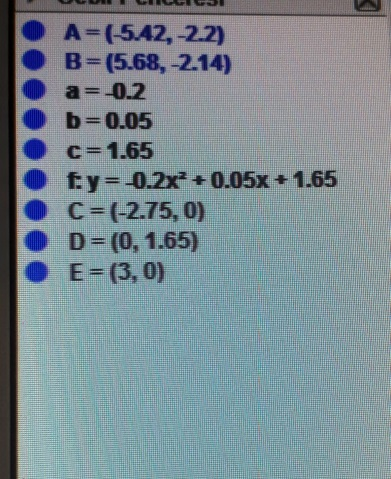 A = (-5.42, -2.2)
B = (5.68, -2.14)
a = -0.2
b = 0.05
c = 1.65
f: y = -0.2x² + 0.05x + 1.65
C = (-2.75, 0)
D = (0, 1.65)
E = (3, 0)